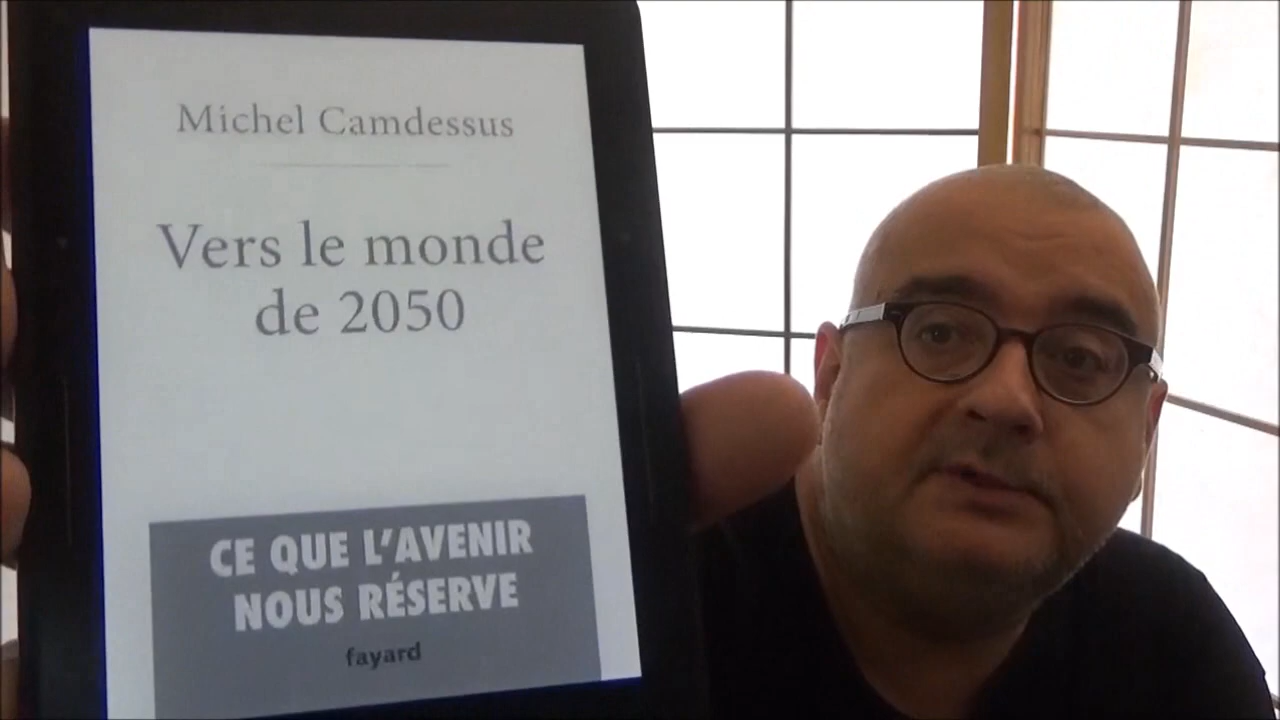 Michel Camdessus
Vers le monde
de 2050
CE QUE L'AVENIR
NOUS RÉSERVE
fayard